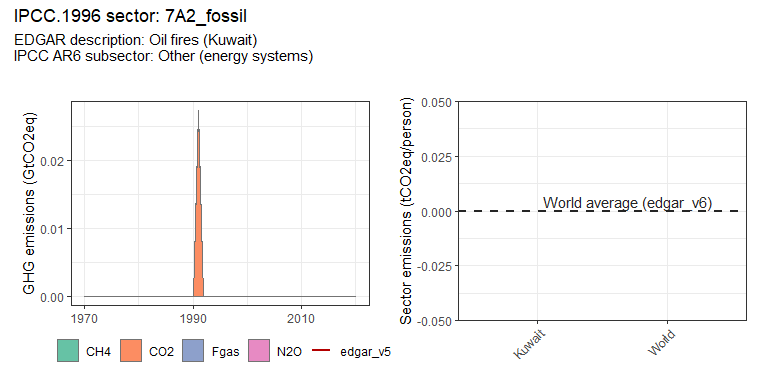 IPCC.1996 sector: 7A2_fossil
EDGAR description: Oil fires (Kuwait)
IPCC AR6 subsector: Other (energy systems)
GHG emissions (GtCO2eq)
0.02
0.01
0.00
1970
1990
2010
CH4
CO2
Fgas
N2O
edgar_v5
Sector emissions (tCO2eq/person)
0.050
0.025
0.000
-0.025
-0.050
World average (edgar_v6)
Kuwait
World